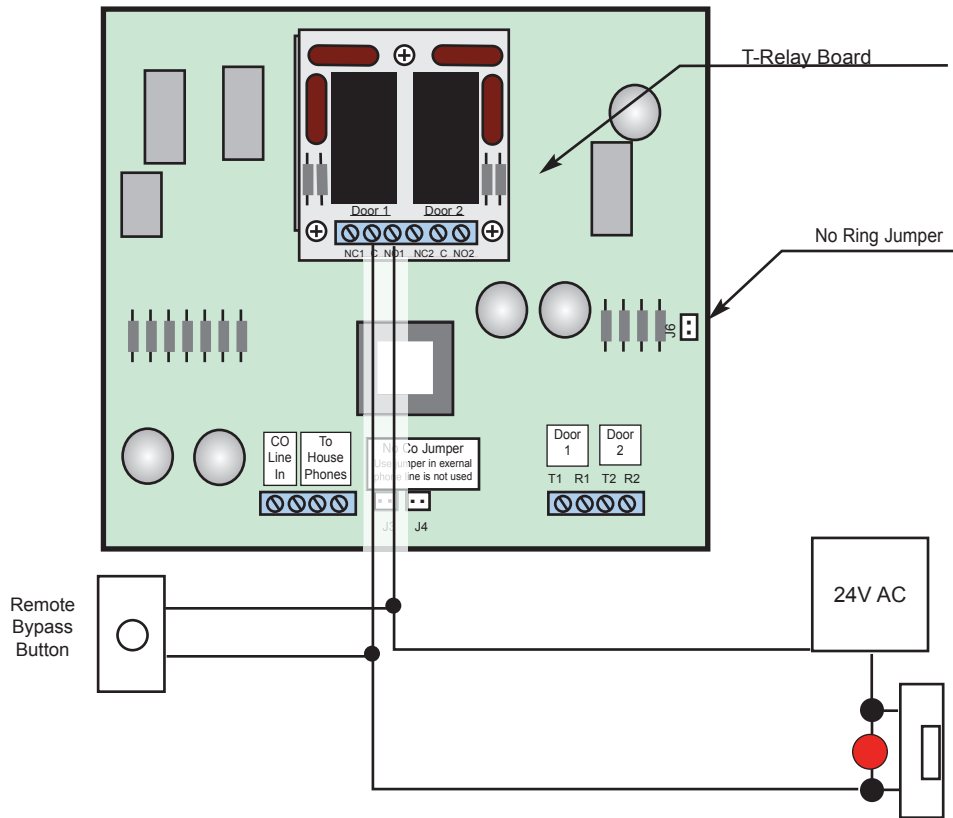 T-Relay Board
Door 1 Door 2
NC1 C NO1 NC2 C NO2
No Ring Jumper
J6
CO
Line
In
To
House
Phones
No Co Jumper
Use jumper in exernal
phone line is not used
J3 J4
Door
1
Door
2
T1 R1 T2 R2
Remote
Bypass
Button
24V AC